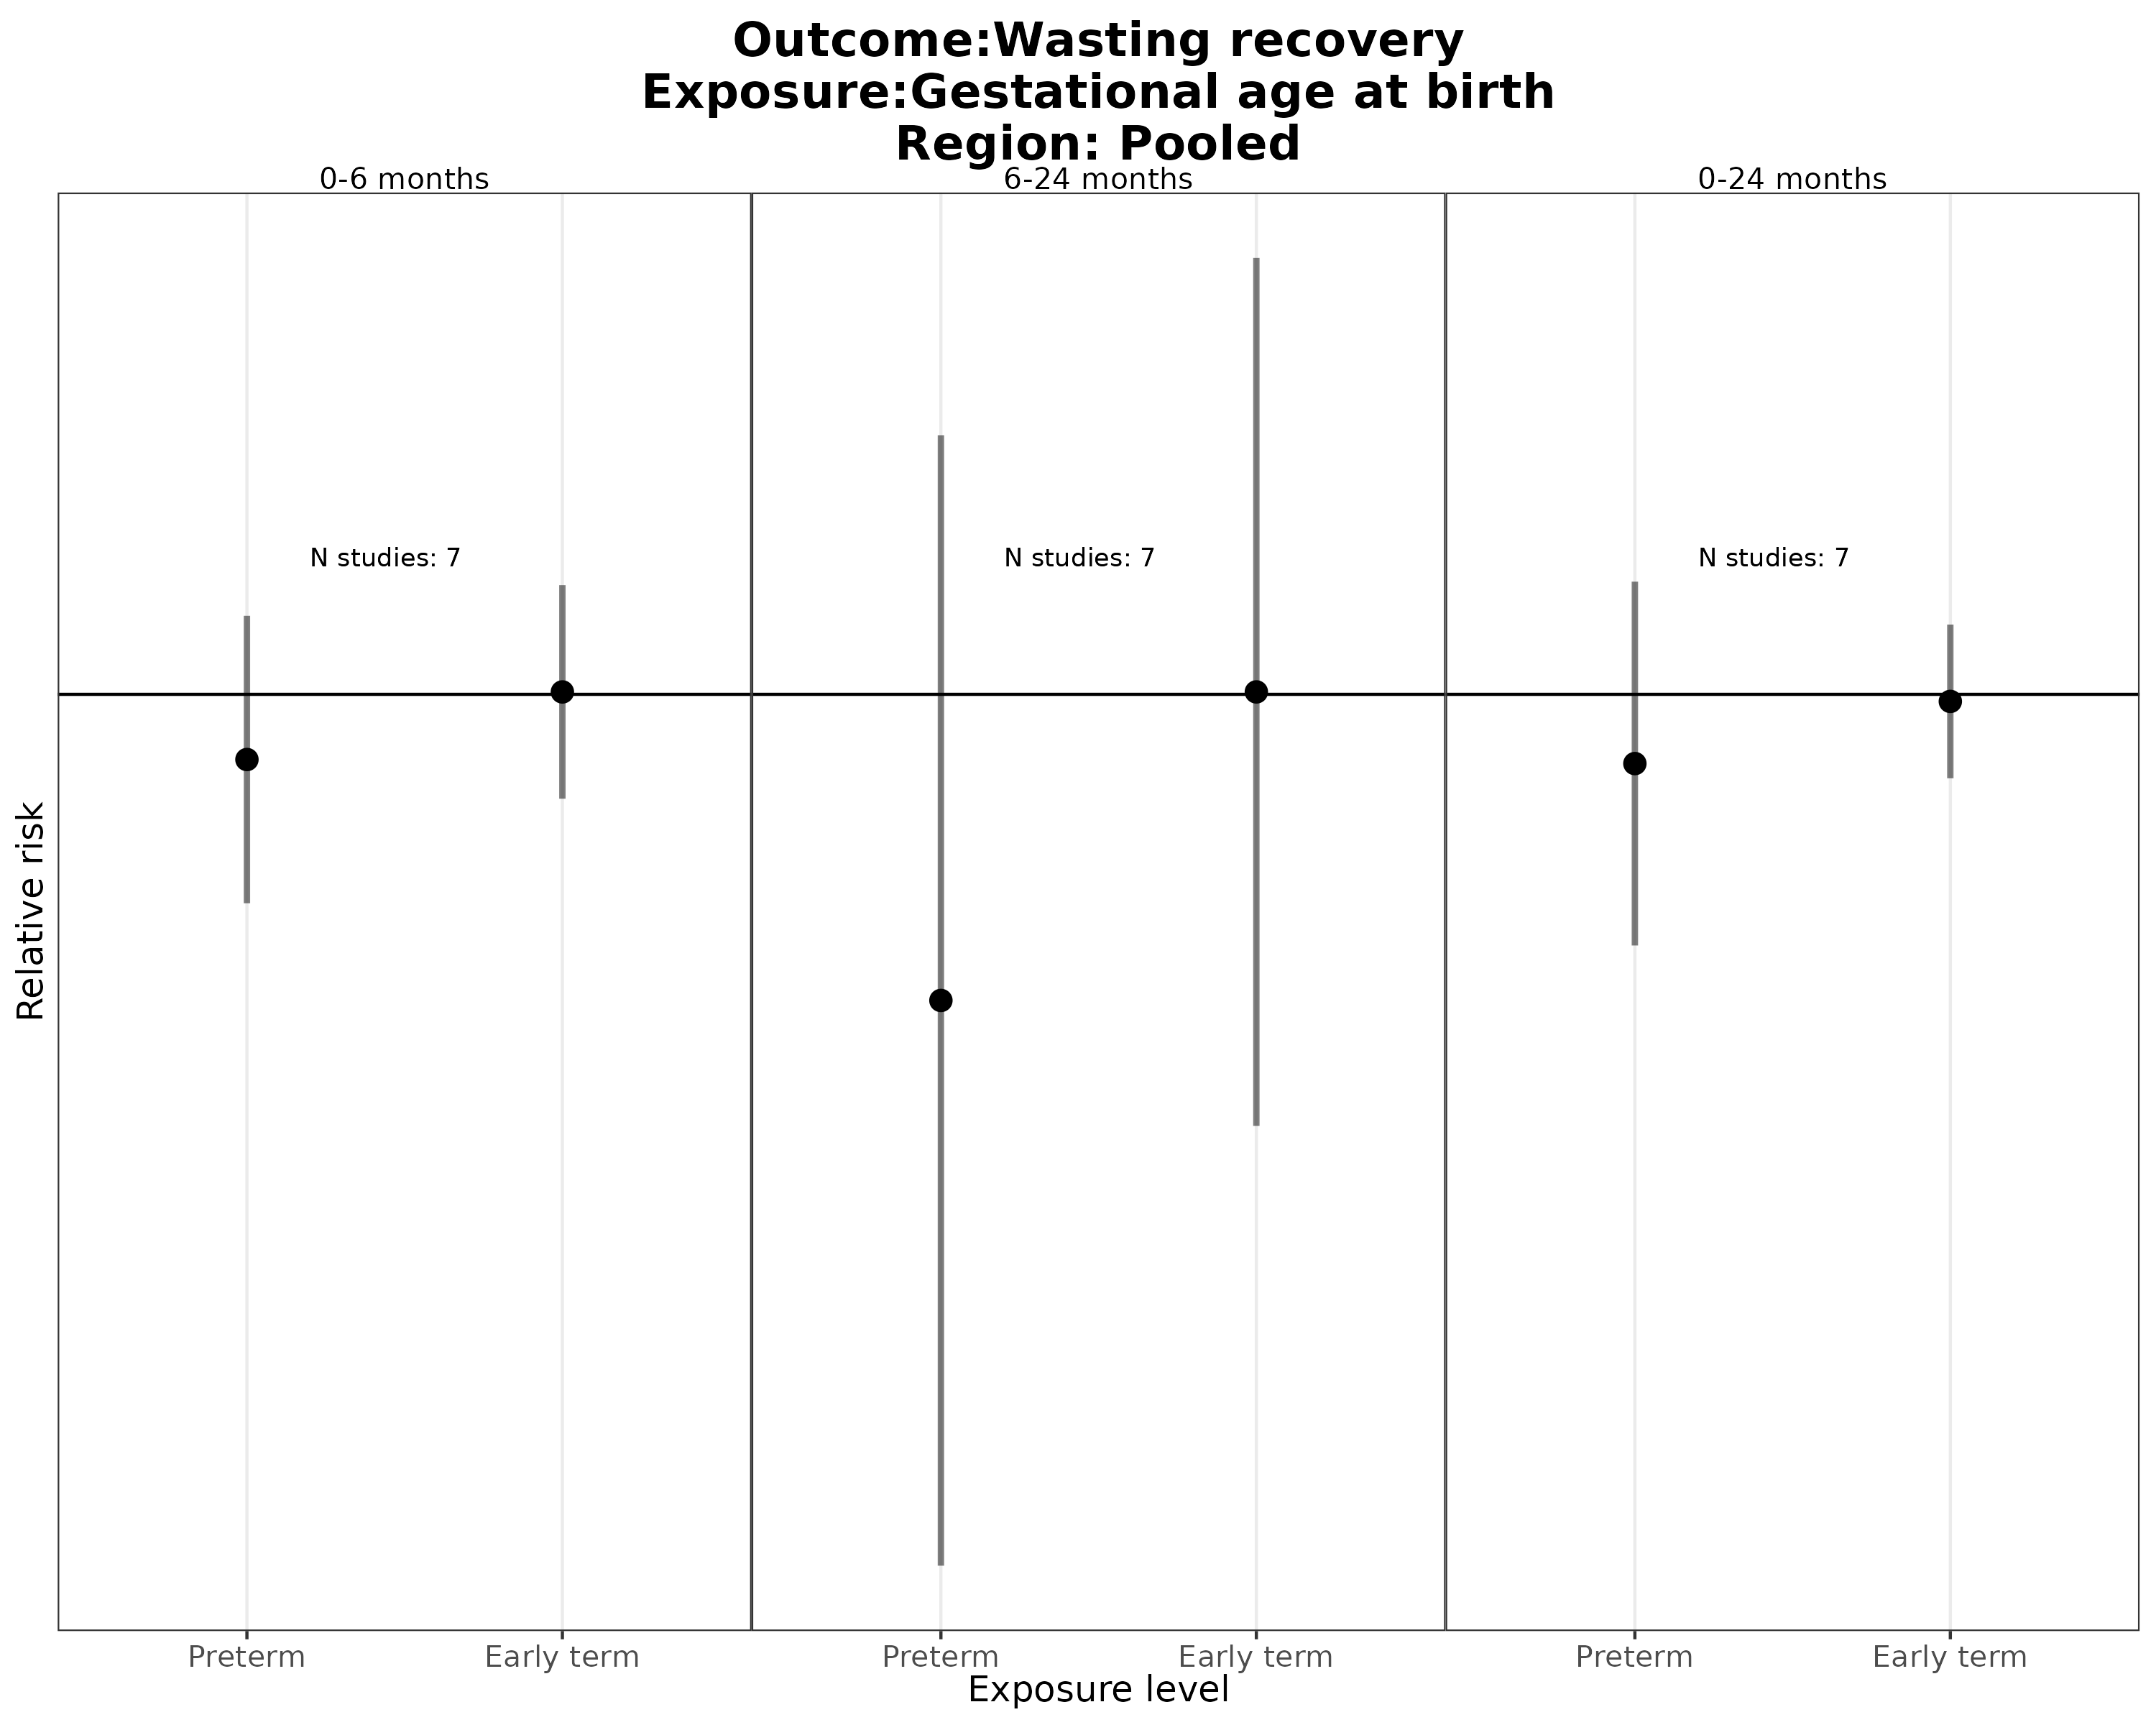 Outcome:Wasting recovery
Exposure:Gestational age at birth
Region: Pooled
0-6 months
6-24 months
0-24 months
N studies: 7
N studies: 7
N studies: 7
Relative risk
Preterm
Early term
Preterm
Early term
Preterm
Early term
Exposure level